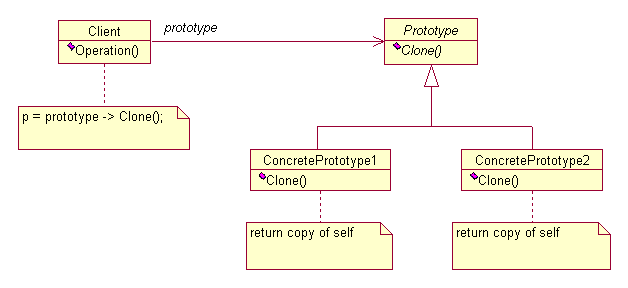 Client
Operation()
prototype
Prototype
Clone()
p = prototype -> Clone();
ConcretePrototype1
Clone()
ConcretePrototype2
Clone()
return copy of self
return copy of self